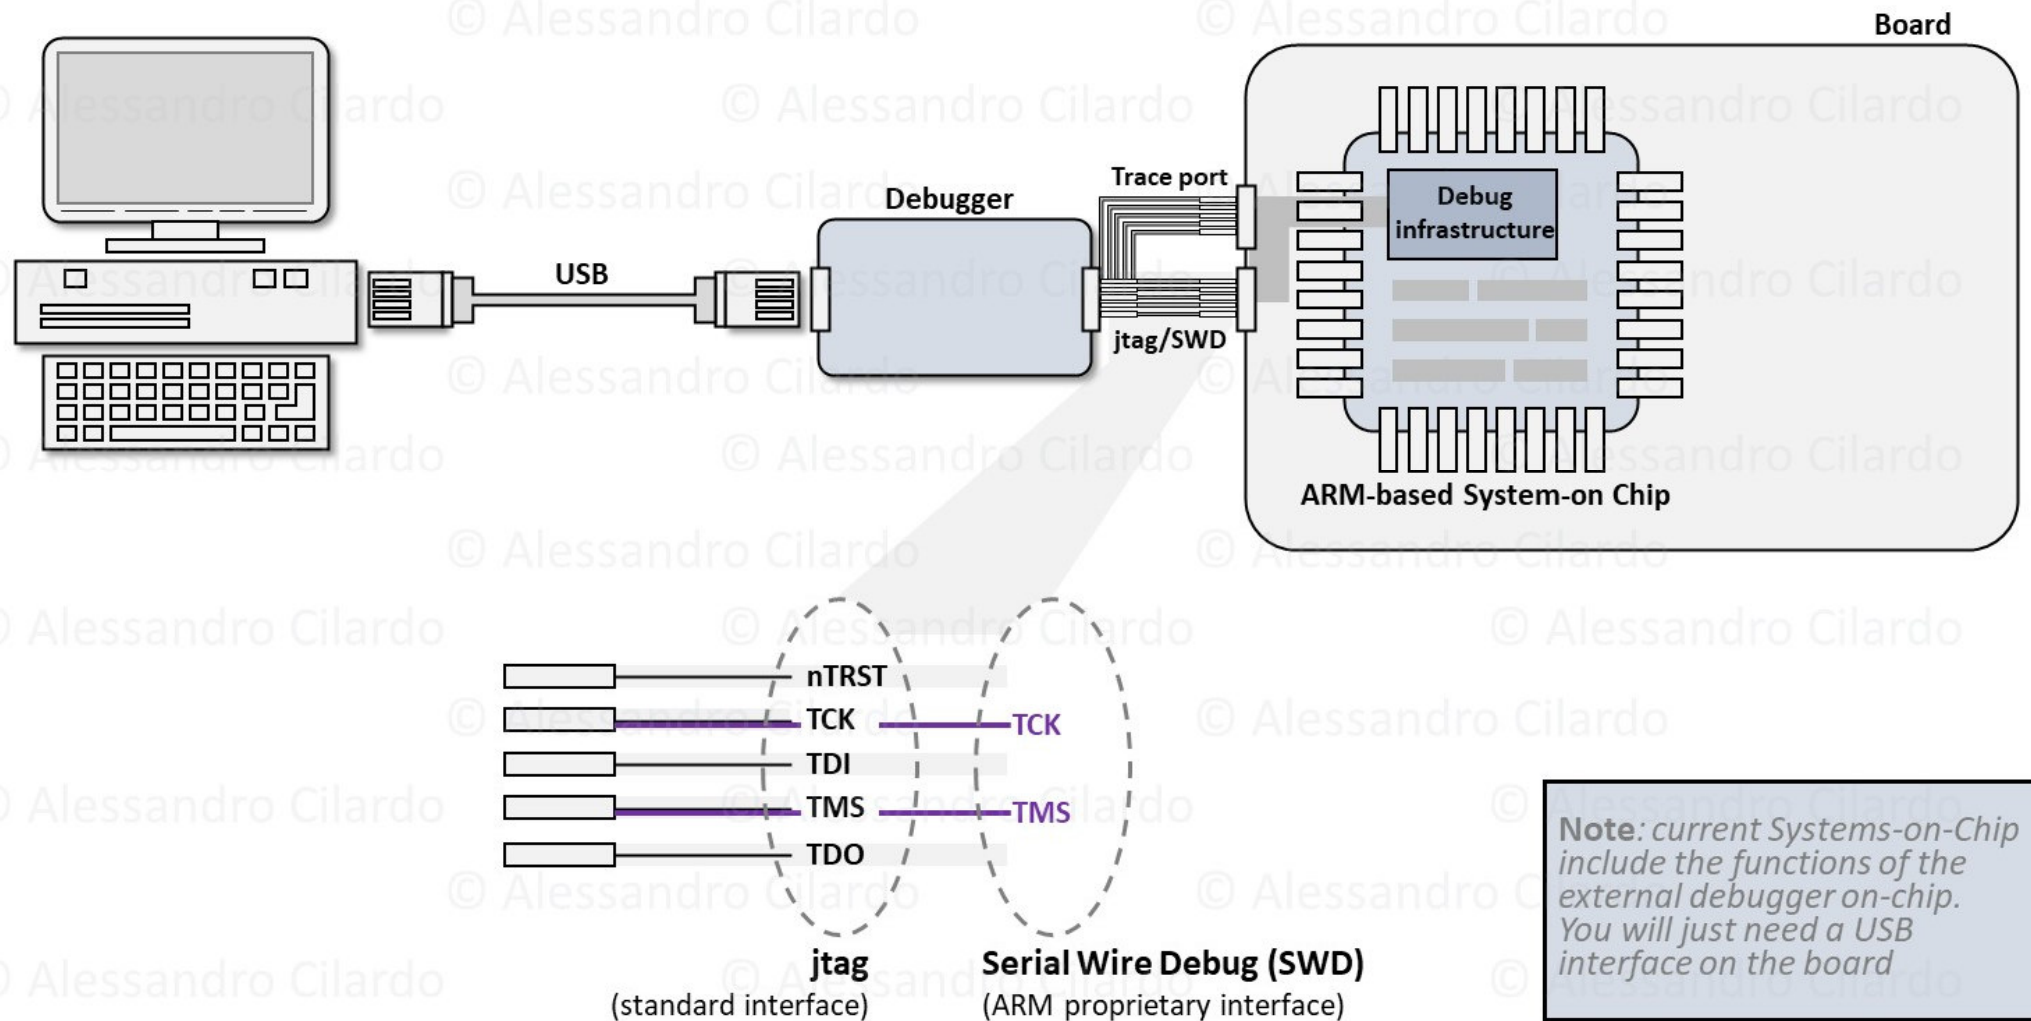 Board
Trace port
Debugger
Debug
infrastructure
USB
jtag/SWD
ARM-based System-on Chip
nTRST
TCK
TCK
TDI
TMS
TMS
TDO
jtag
(standard interface)
Serial Wire Debug (SWD)
(ARM proprietary interface)
Note: current Systems-on-Chip
include the functions of the
external debugger on-chip.
You will just need a USB
interface on the board
© Alessandro Cilardo